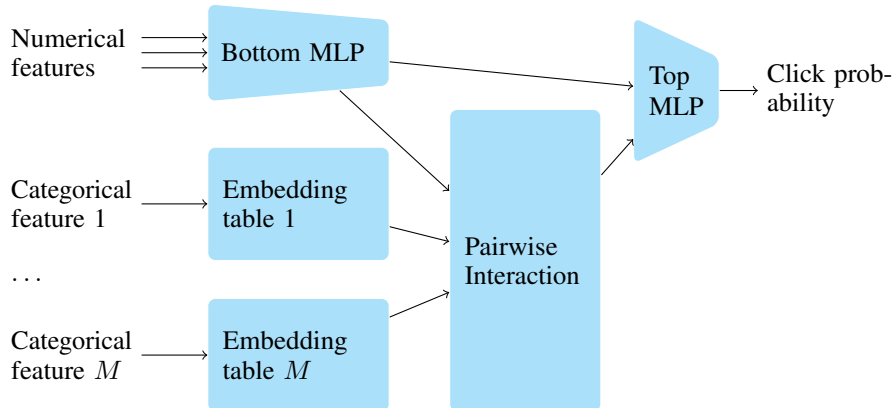 Numerical
features
Bottom MLP
Top
MLP
Click prob-
ability
Categorical
feature 1
Embedding
table 1
Pairwise
Interaction
...
Categorical
feature M
Embedding
table M